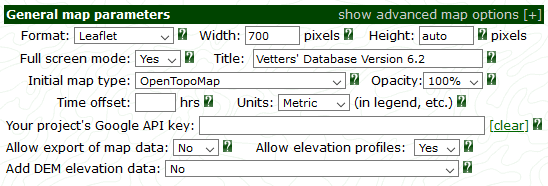 General map parameters show advanced map options [+]
Format: Leaflet ? Width: 700 pixels ? Height: auto pixels
Full screen mode: Yes ? Title: Vetters' Database Version 6.2 ?
Initial map type: OpenTopoMap ? Opacity: 100% ?
Time offset: hrs ? Units: Metric (in legend, etc.) ?
Your project's Google API key: [clear] ?
Allow export of map data: No ? Allow elevation profiles: Yes ?
Add DEM elevation data: No ?